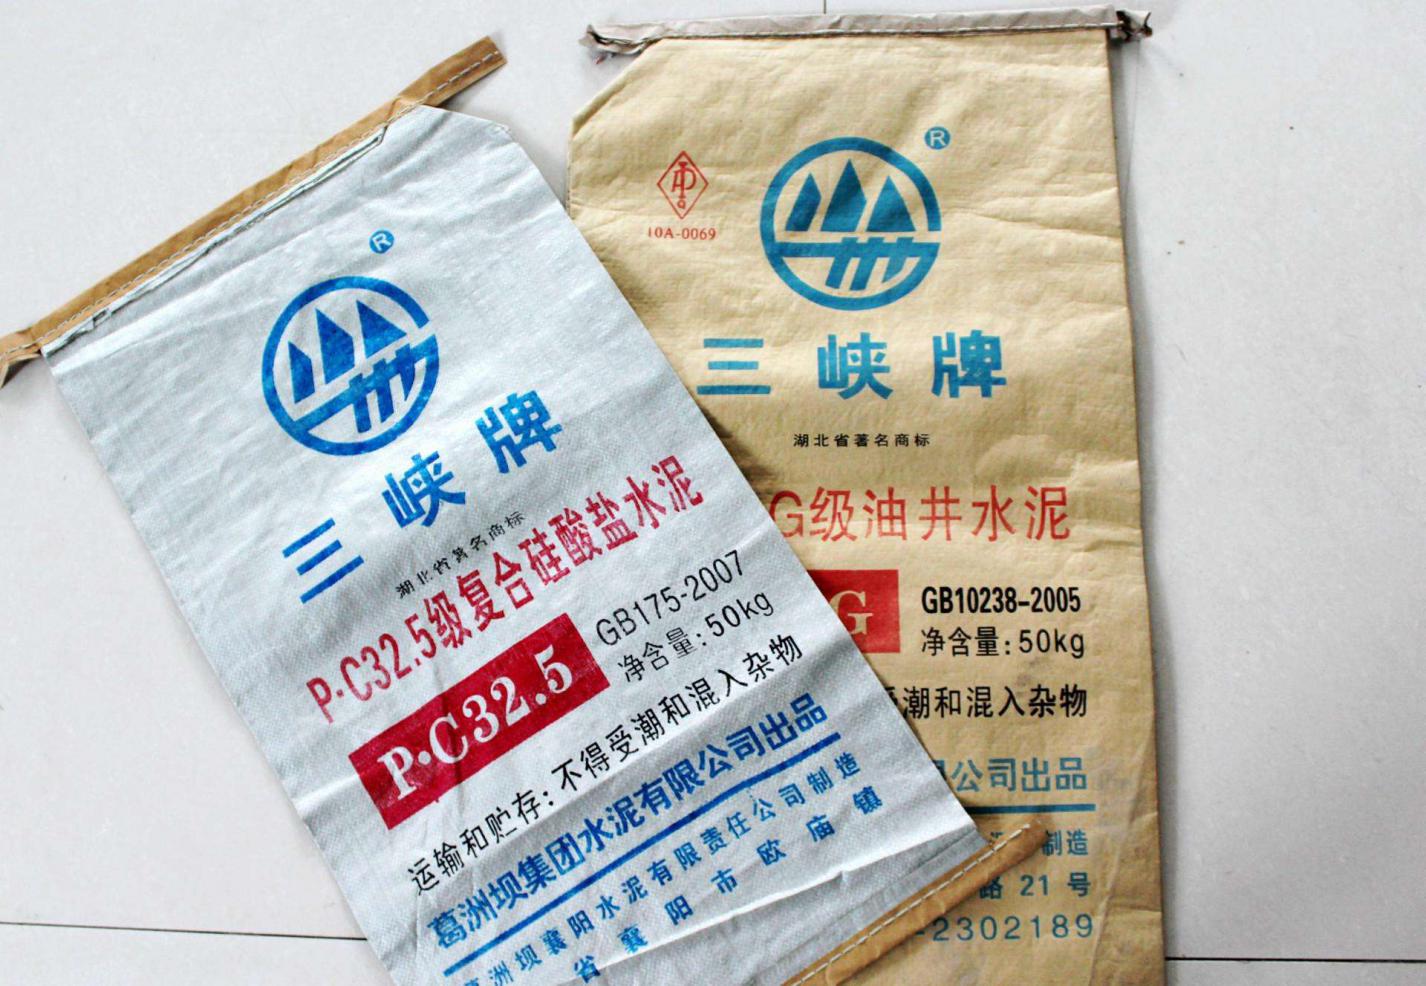 ®
三峡牌
湖北省著名商标
P·C32.5级复合硅酸盐水泥
P·C32.5
GB175-2007
净含量:50kg
运输和贮存:不得受潮和混入杂物
葛洲坝集团水泥有限公司出品
葛洲坝襄阳水泥有限责任公司制造
省襄阳市欧庙镇
®
10A-0069
三峡牌
湖北省著名商标
G级油井水泥
G
GB10238-2005
净含量:50kg
潮和混入杂物
公司出品
制造
路21号
-2302189